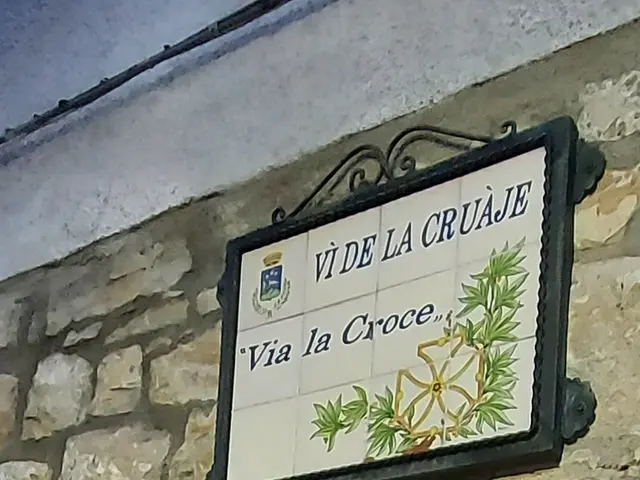 VÌ DE LA CRUÀJE
"Via la Croce„